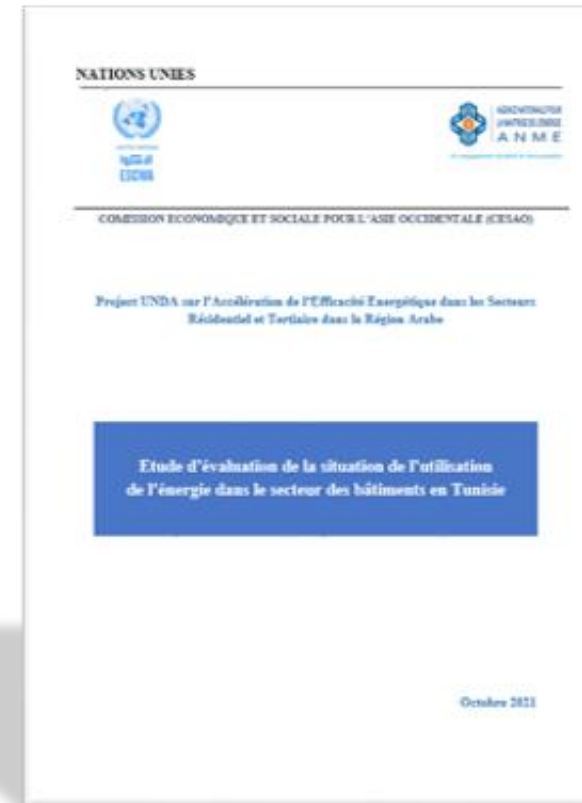 NATIONS UNIES
ESCWA
ANME
COMISSION ECONOMIQUE ET SOCIALE POUR L'ASIE OCCIDENTALE (CESAO)
Project UNDA sur l'Accélération de l'Efficacité Energétique dans les Secteurs
Résidentiel et Tertiaire dans la Région Arabe
Etude d'évaluation de la situation de l'utilisation
de l'énergie dans le secteur des bâtiments en Tunisie
Octobre 2021